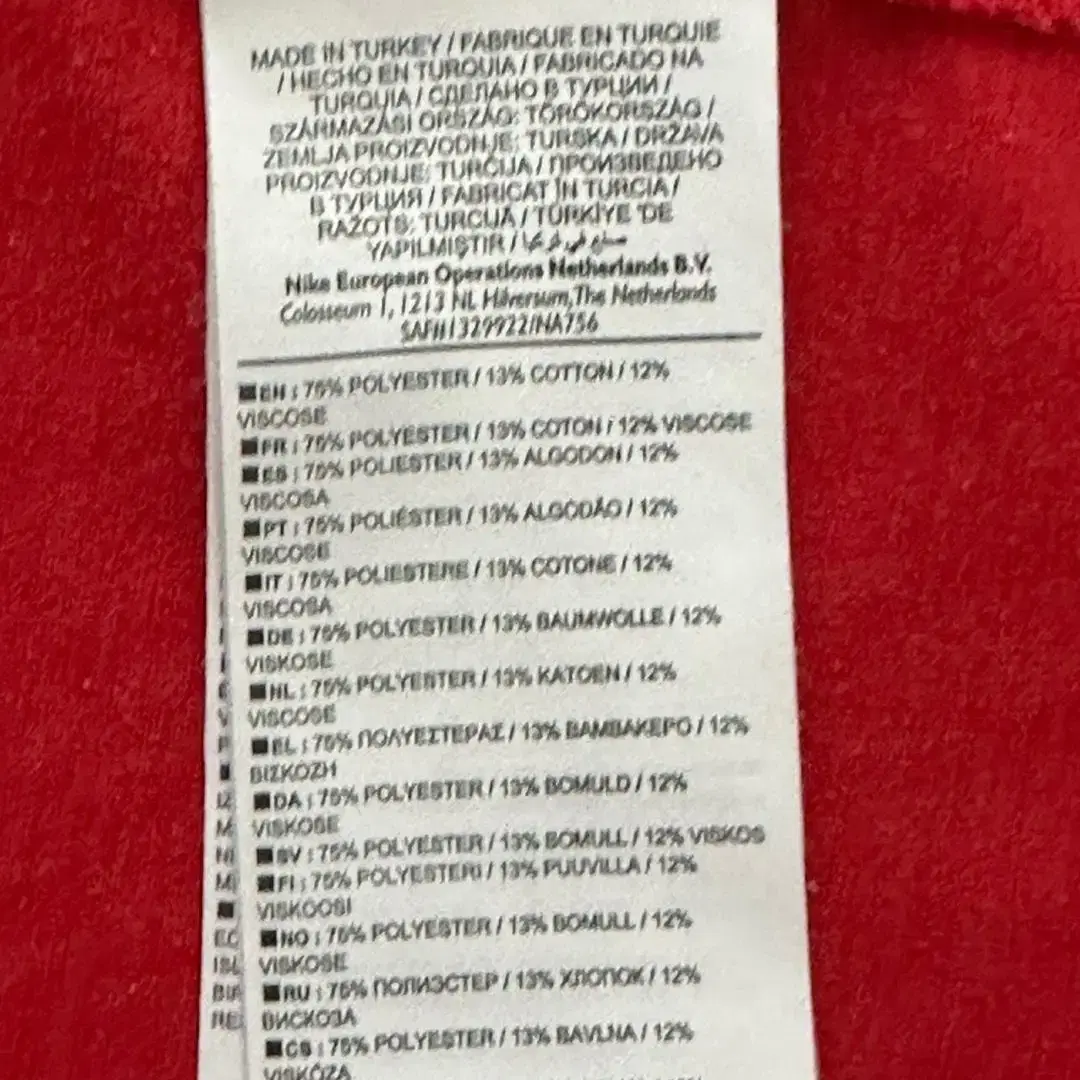 MADE IN TURKEY / FABRIQUE EN TURQUIE
/ HECHO EN TURQUIA / FABRICADO NA
TURQUIA / СДЕЛАНО В ТУРЦИИ /
SZÁRMAZÁSI ORSZÁG: TÖRÖKORSZÁG /
ZEMLJA PROIZVODNJE: TURSKA / DRŽAVA
PROIZVODNJE: TURČIJA / ПРОИЗВЕДЕНО
В ТУРЦИЯ / FABRICAT ÎN TURCIA /
RAŽOTS: TURCIJA / TÜRKİYE 'DE
YAPILMIŞTIR / صنع في تركيا
Nike European Operations Netherlands B.V.
Colosseum 1, 1213 NL Hilversum, The Netherlands
EN : 75% POLYESTER / 13% COTTON / 12%
VISCOSE
FR : 75% POLYESTER / 13% COTON / 12% VISCOSE
ES : 75% POLIESTER / 13% ALGODON / 12%
VISCOSA
PT : 75% POLIÉSTER / 13% ALGODÃO / 12%
VISCOSE
IT : 75% POLIESTERE / 13% COTONE / 12%
VISCOSA
DE : 75% POLYESTER / 13% BAUMWOLLE / 12%
VISKOSE
NL : 75% POLYESTER / 13% KATOEN / 12%
VISCOSE
EL : 75% ΠΟΛΥΕΣΤΕΡΑΣ / 13% ΒΑΜΒΑΚΕΡΟ / 12%
ΒΙΣΚΟΖΗ
DA : 75% POLYESTER / 13% BOMULD / 12%
VISKOSE
SV : 75% POLYESTER / 13% BOMULL / 12% VISKOS
FI : 75% POLYESTERI / 13% PUUVILLA / 12%
VISKOOSI
NO : 75% POLYESTER / 13% BOMULL / 12%
VISKOSE
RU : 75% ПОЛИЭСТЕР / 13% ХЛОПОК / 12%
ВИСКОЗА
CS : 75% POLYESTER / 13% BAVLNA / 12%
VISKÓZA